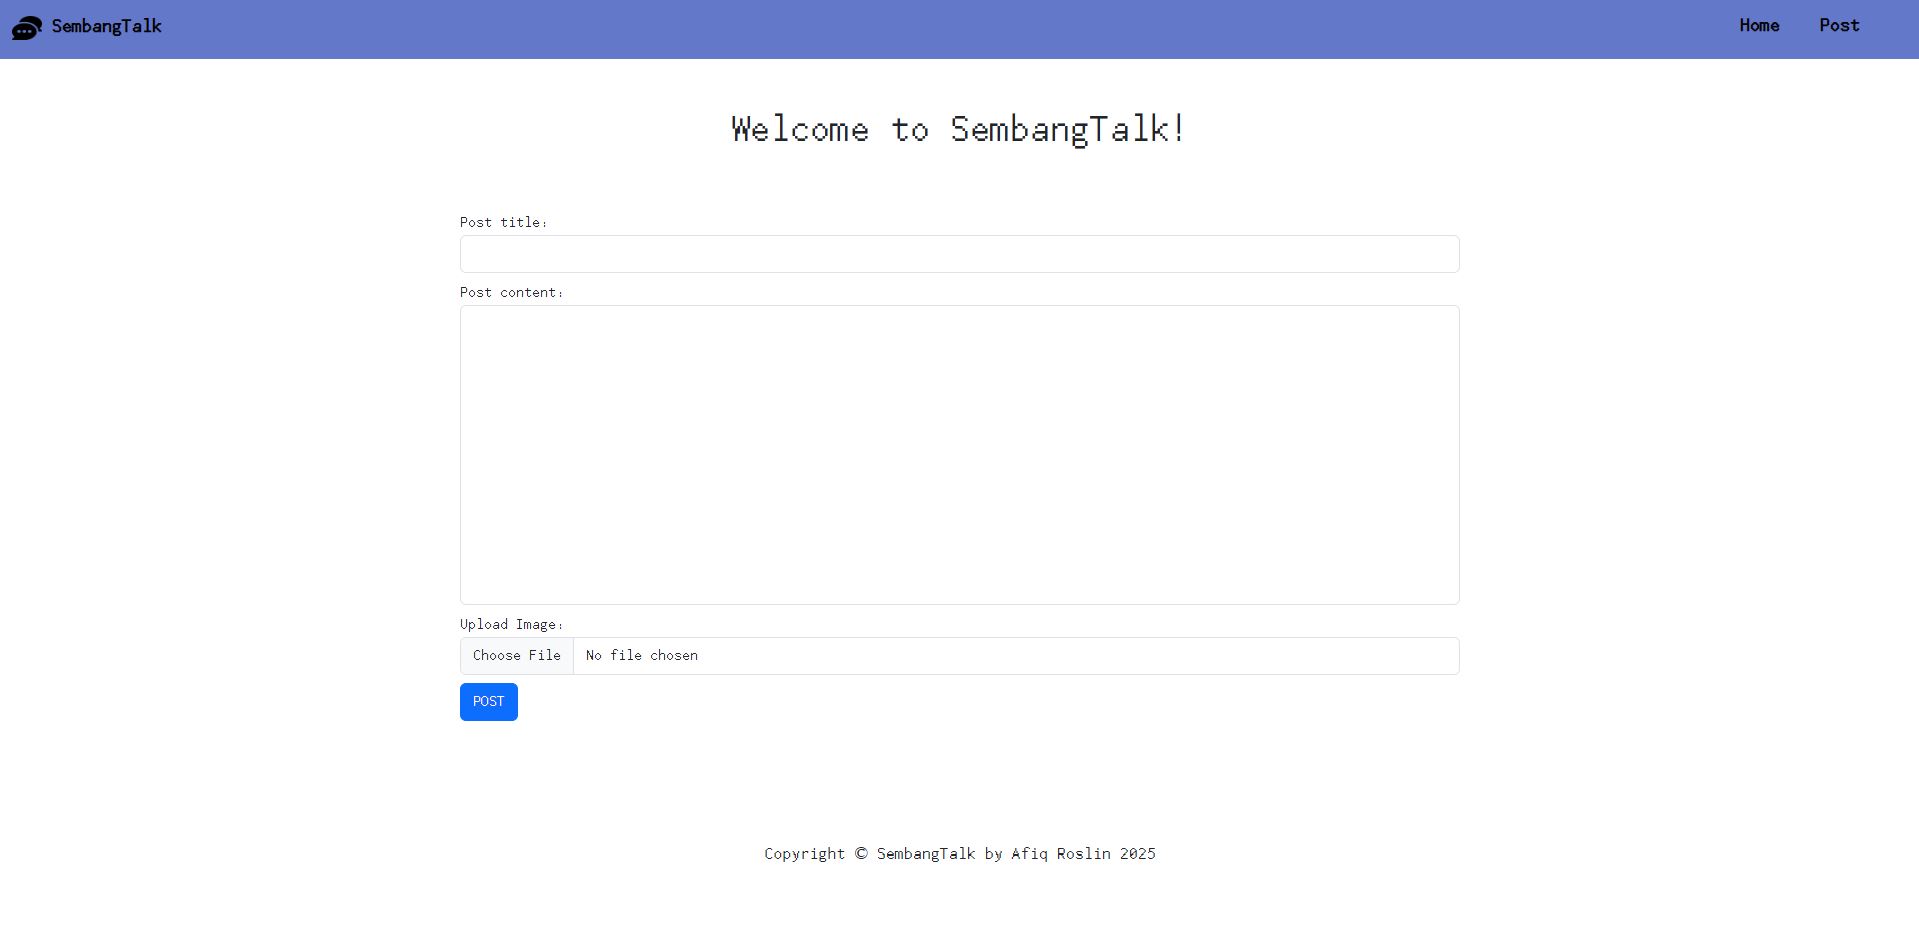 SembangTalk
Home Post
Welcome to SembangTalk!
Post title:
Post content:
Upload Image:
Choose File No file chosen
POST
Copyright © SembangTalk by Afiq Roslin 2025